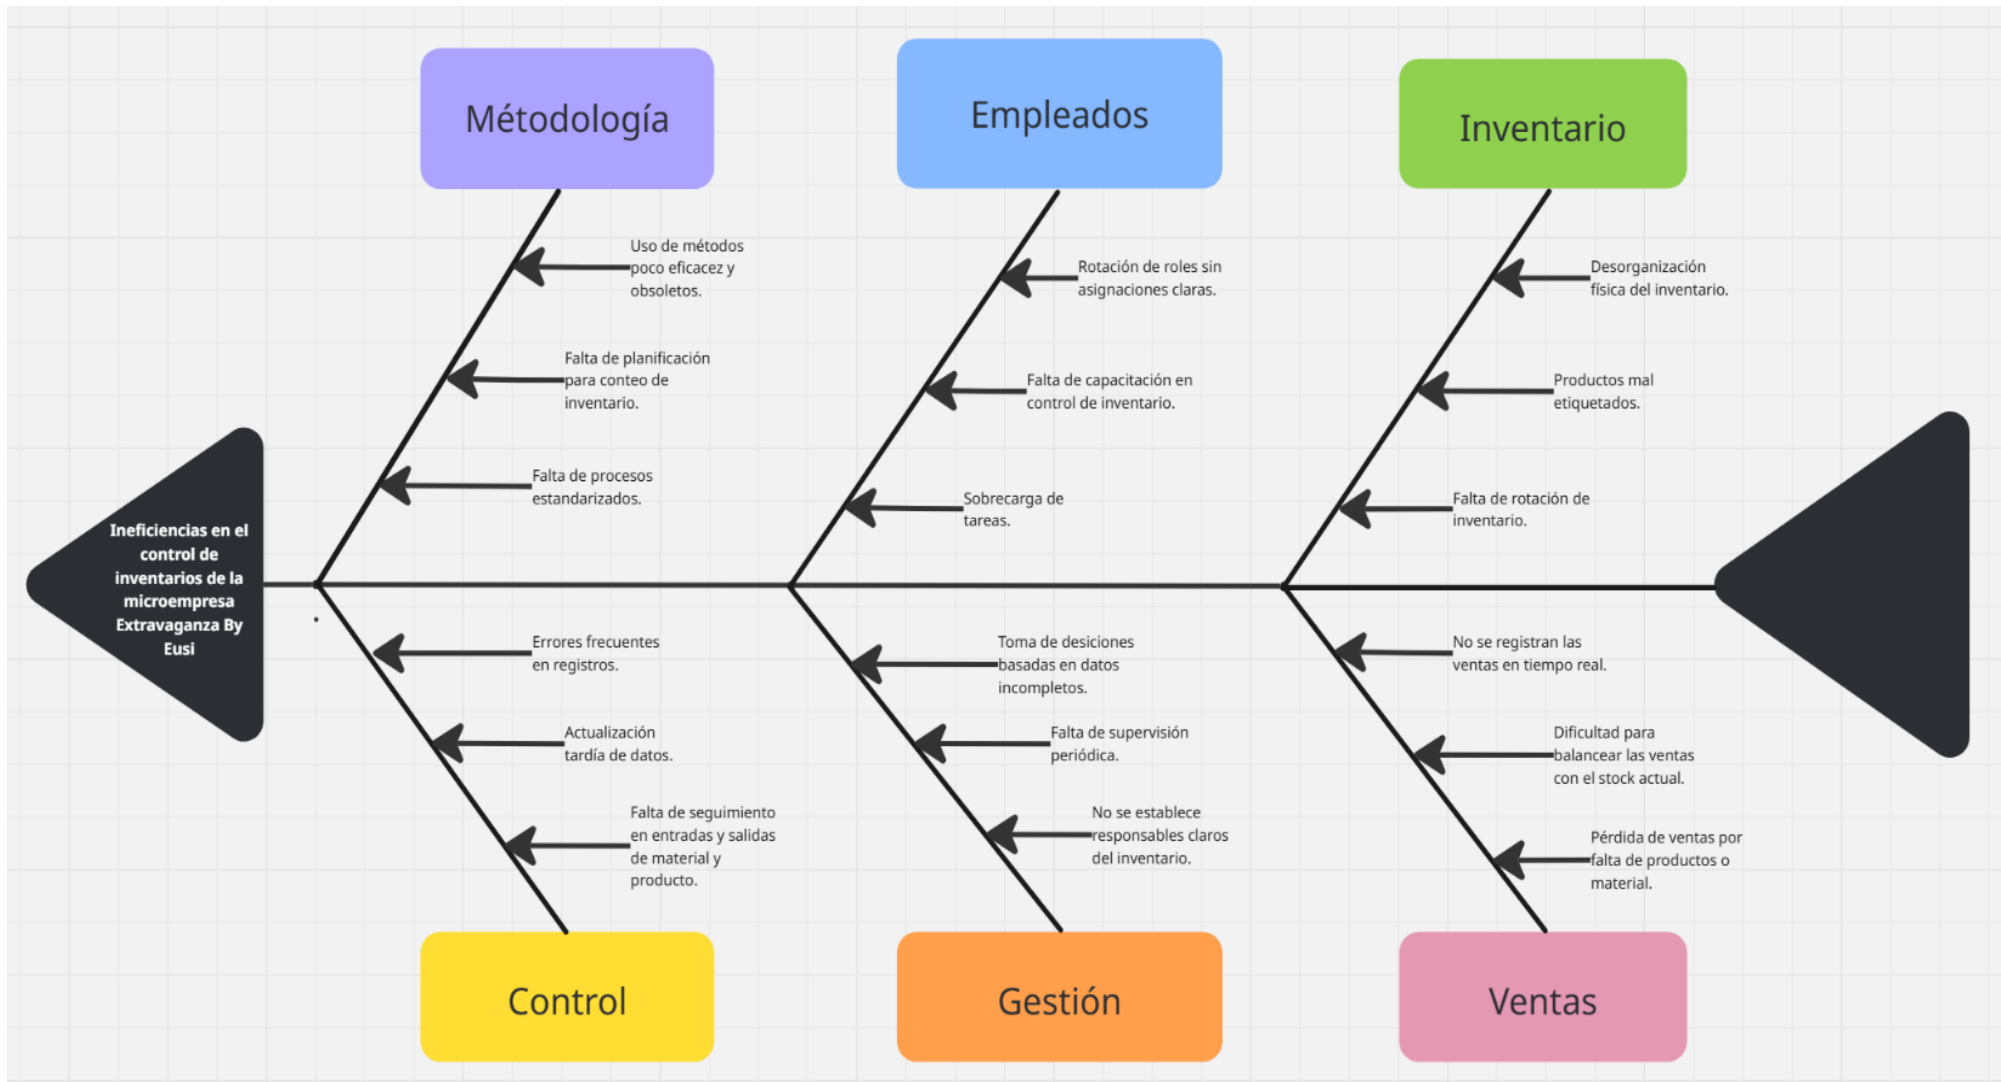 Métodología
Empleados
Inventario
Uso de métodos
poco eficacez y
obsoletos.
Falta de planificación
para conteo de
inventario.
Falta de procesos
estandarizados.
Rotación de roles sin
asignaciones claras.
Falta de capacitación en
control de inventario.
Sobrecarga de
tareas.
Desorganización
física del inventario.
Productos mal
etiquetados.
Falta de rotación de
inventario.
Ineficiencias en el
control de
inventarios de la
microempresa
Extravaganza By
Eusi
Errores frecuentes
en registros.
Actualización
tardía de datos.
Falta de seguimiento
en entradas y salidas
de material y
producto.
Toma de desiciones
basadas en datos
incompletos.
Falta de supervisión
periódica.
No se establece
responsables claros
del inventario.
No se registran las
ventas en tiempo real.
Dificultad para
balancear las ventas
con el stock actual.
Pérdida de ventas por
falta de productos o
material.
Control
Gestión
Ventas